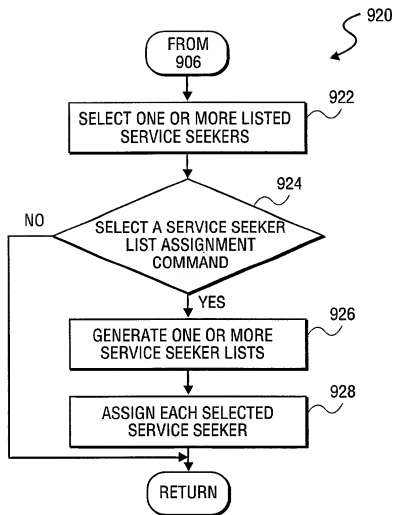 920
FROM
906
922
SELECT ONE OR MORE LISTED
SERVICE SEEKERS
924
NO
SELECT A SERVICE SEEKER
LIST ASSIGNMENT
COMMAND
YES
926
GENERATE ONE OR MORE
SERVICE SEEKER LISTS
928
ASSIGN EACH SELECTED
SERVICE SEEKER
RETURN